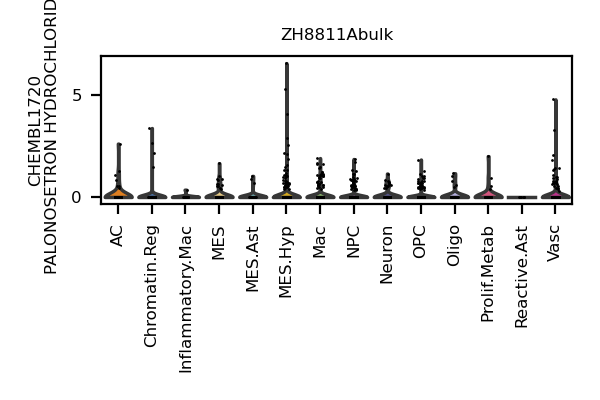 ZH8811Abulk
CHEMBL1720
PALONOSETRON HYDROCHLORID
5
0
AC
Chromatin.Reg
Inflammatory.Mac
MES
MES.Ast
MES.Hyp
Mac
NPC
Neuron
OPC
Oligo
Prolif.Metab
Reactive.Ast
Vasc